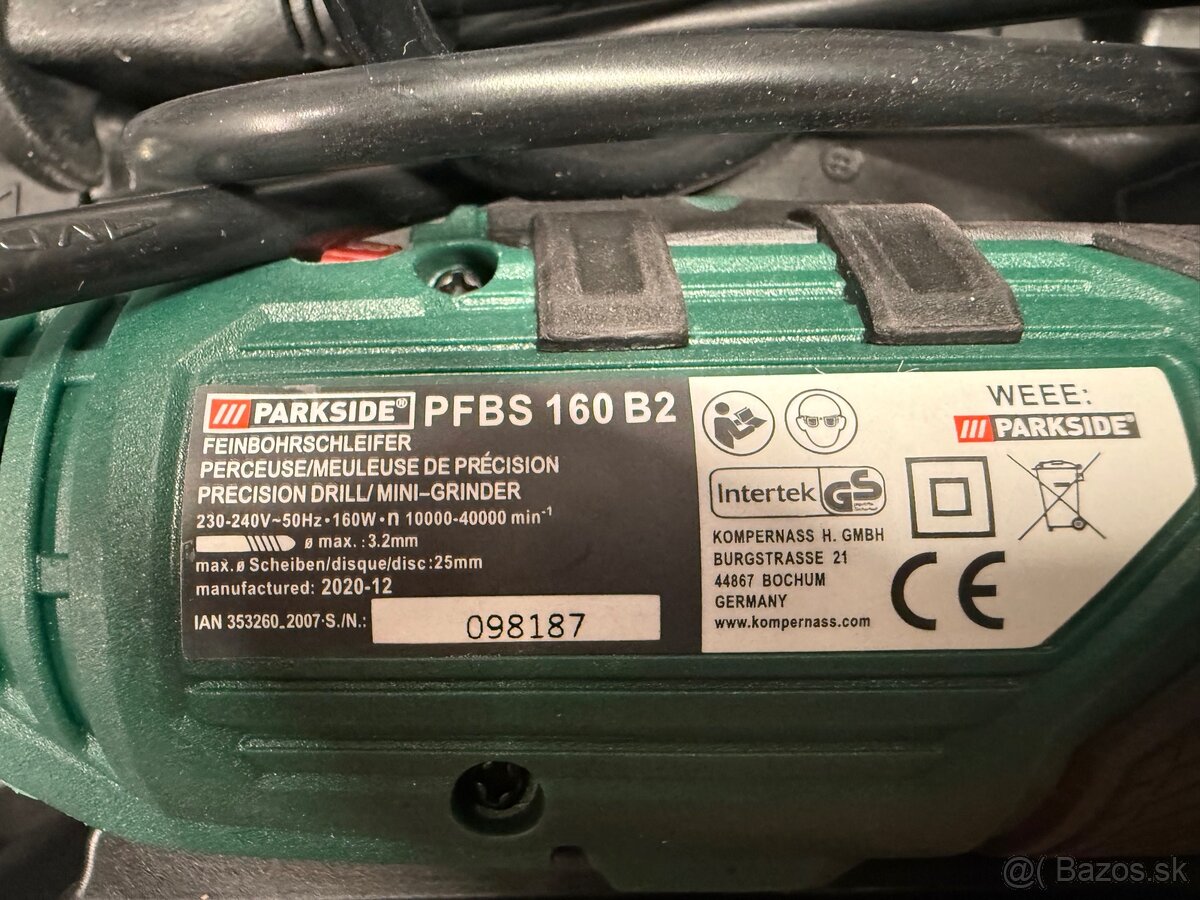 PARKSIDE® PFBS 160 B2
FEINBOHRSCHLEIFER
PERCEUSE/MEULEUSE DE PRÉCISION
PRECISION DRILL/ MINI-GRINDER
230-240V~50Hz•160W•n 10000-40000 min⁻¹
ø max. :3.2mm
max.ø Scheiben/disque/disc:25mm
manufactured: 2020-12
IAN 353260_2007·S./N.:
098187
Intertek GS
KOMPERNASS H. GMBH
BURGSTRASSE 21
44867 BOCHUM
GERMANY
www.kompernass.com
WEEE:
PARKSIDE®
CE
@( Bazos.sk